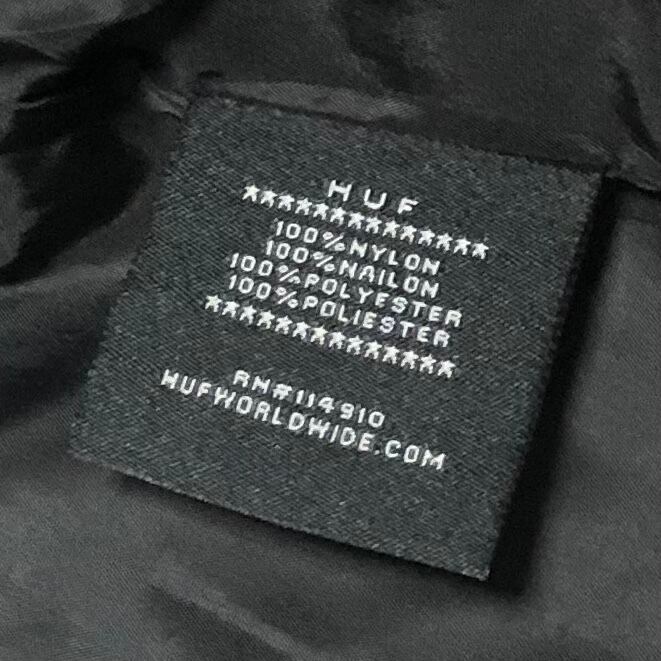 HUF
★★★★★★★★★★★★★★
100%NYLON
100%NAILON
100%POLYESTER
100%POLIESTER
★★★★★★★★★★★★★★
RN#114910
HUFWORLDWIDE.COM